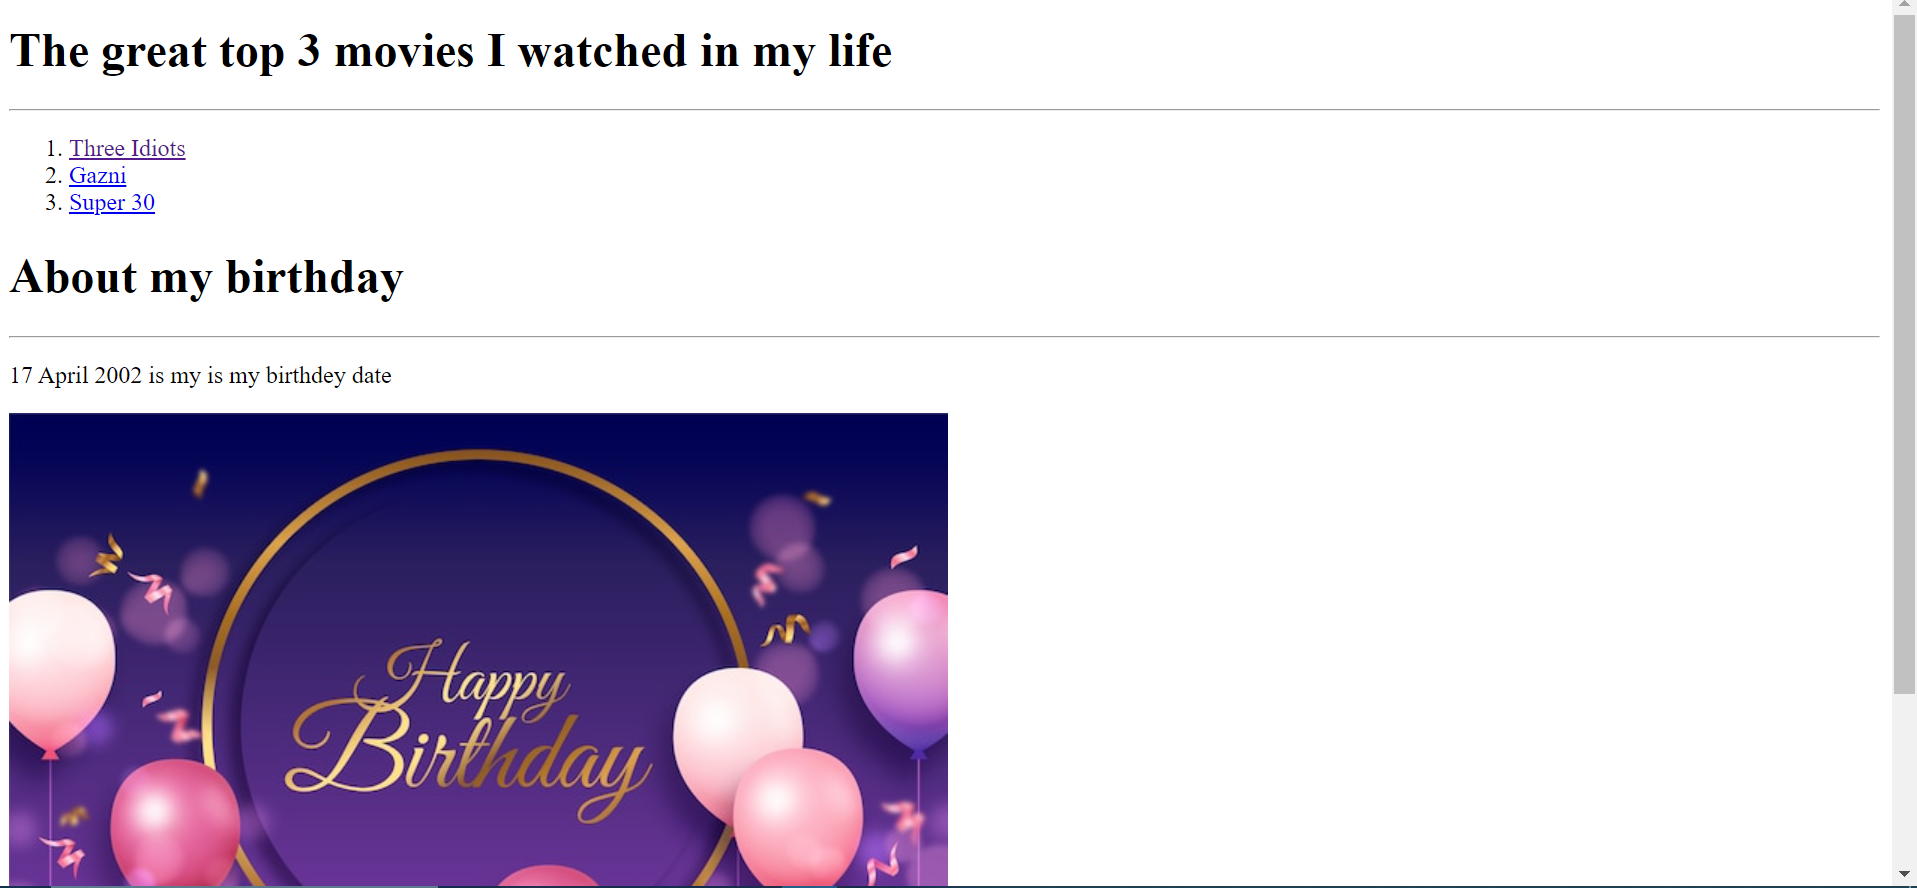 The great top 3 movies I watched in my life
1. Three Idiots
2. Gazni
3. Super 30
About my birthday
17 April 2002 is my is my birthdey date
Happy
Birthday